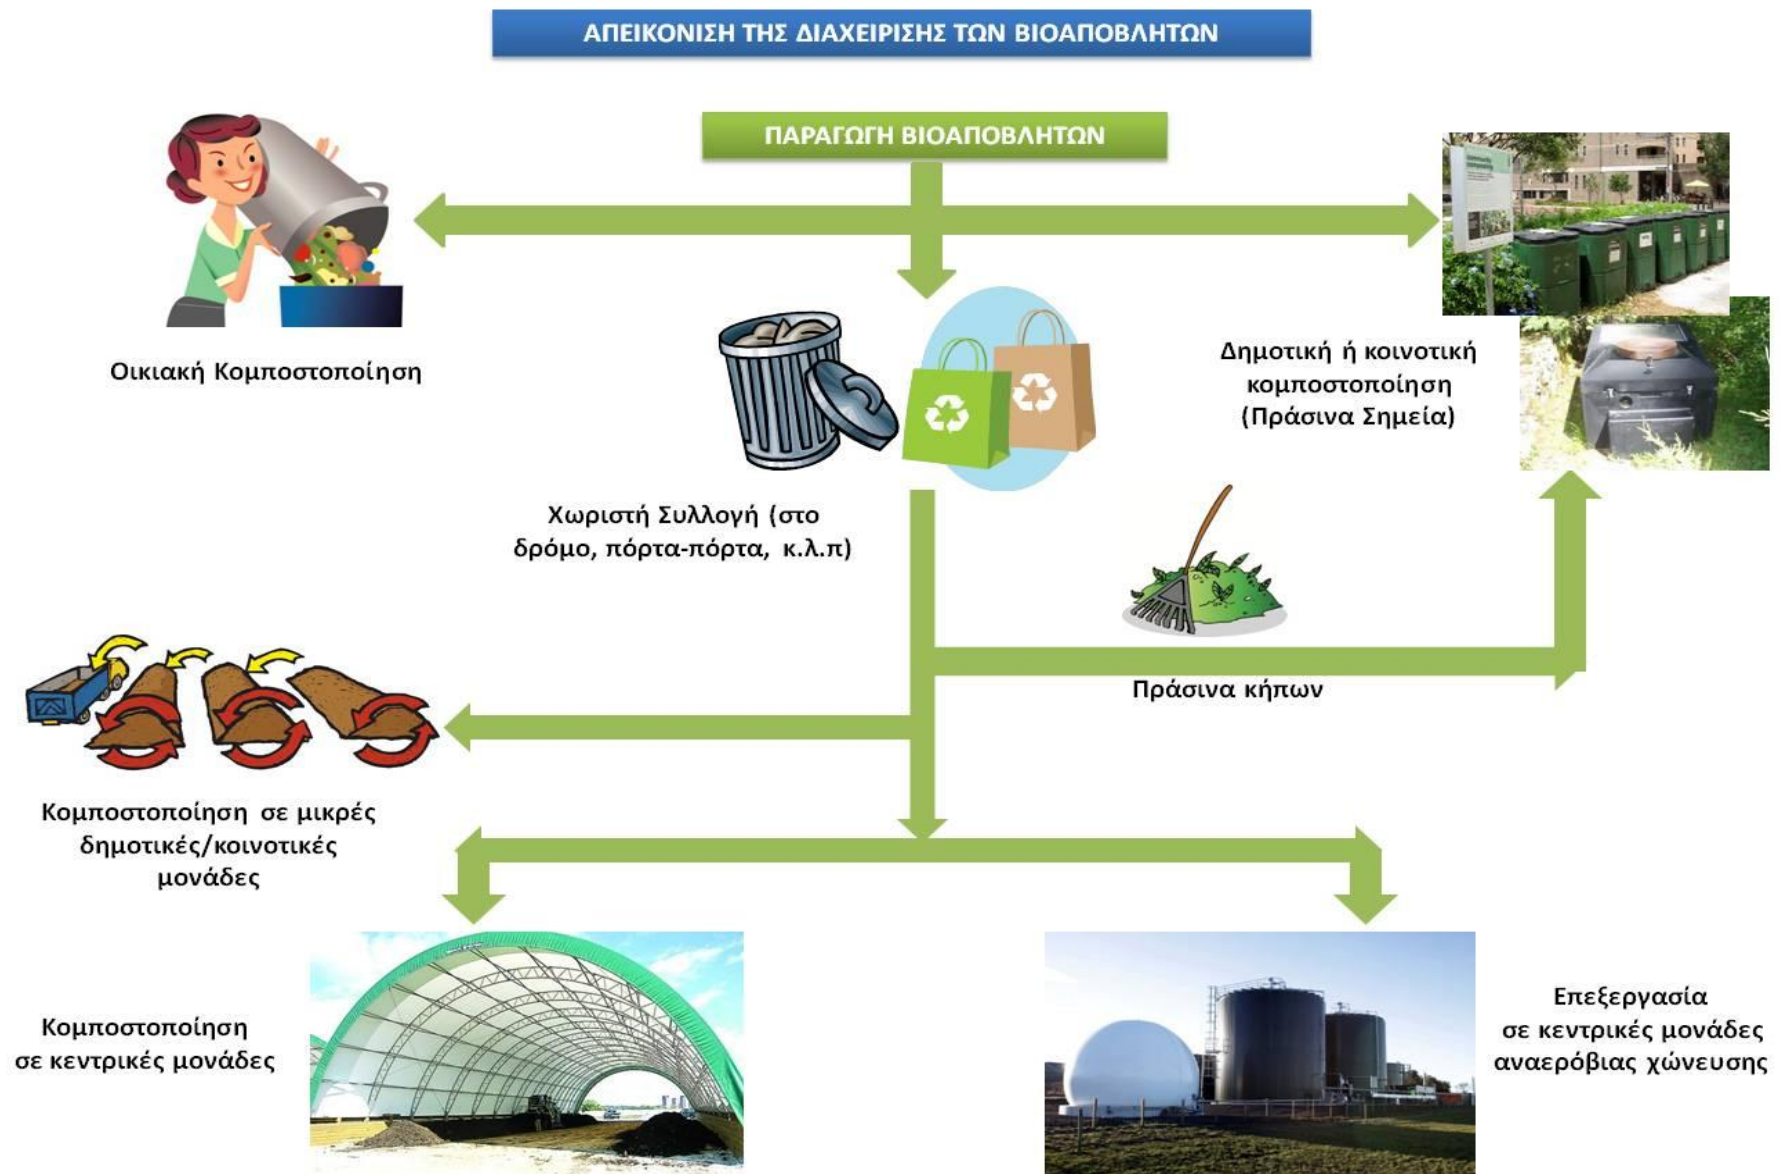 ΑΠΕΙΚΟΝΙΣΗ ΤΗΣ ΔΙΑΧΕΙΡΙΣΗΣ ΤΩΝ ΒΙΟΑΠΟΒΛΗΤΩΝ
ΠΑΡΑΓΩΓΗ ΒΙΟΑΠΟΒΛΗΤΩΝ
Οικιακή Κομποστοποίηση
Δημοτική ή κοινοτική
κομποστοποίηση
(Πράσινα Σημεία)
Χωριστή Συλλογή (στο
δρόμο, πόρτα-πόρτα, κ.λ.π)
Πράσινα κήπων
Κομποστοποίηση σε μικρές
δημοτικές/κοινοτικές
μονάδες
Κομποστοποίηση
σε κεντρικές μονάδες
Επεξεργασία
σε κεντρικές μονάδες
αναερόβιας χώνευσης